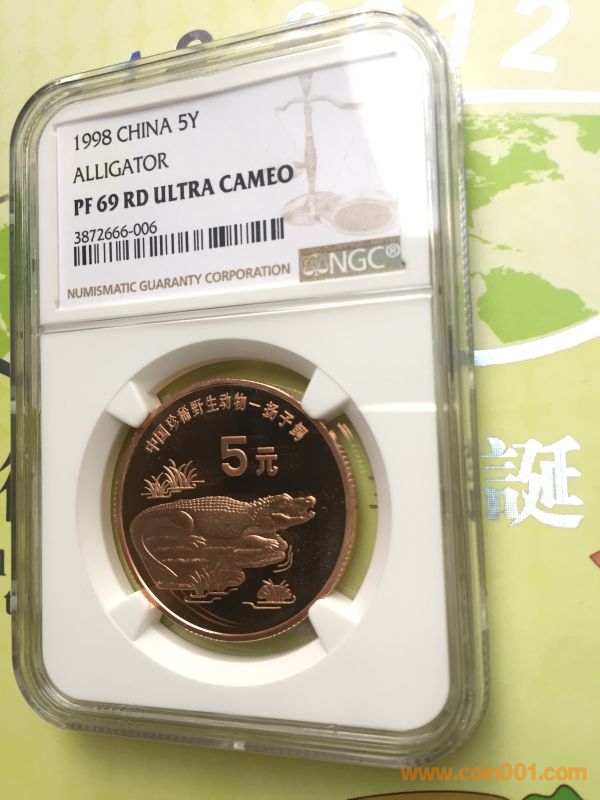 1998 CHINA 5Y
ALLIGATOR
PF 69 RD ULTRA CAMEO
3872666-006
NUMISMATIC GUARANTY CORPORATION
NGC®
中国珍稀野生动物—扬子鳄
5元
誕
www.coin001.com